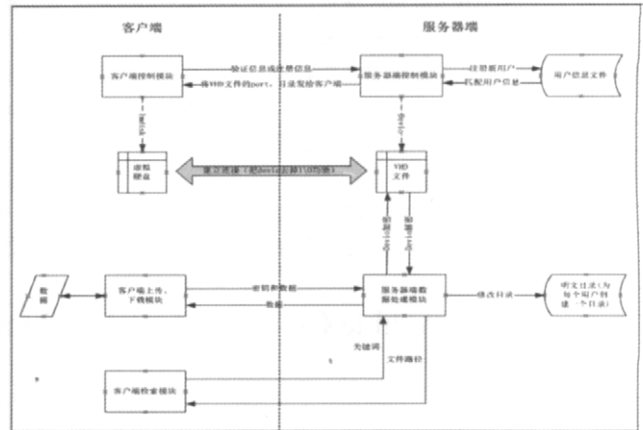 客户端
服务器端
客户端控制模块
验证信息或注册信息
将VHD文件的port、目录发给客户端
服务器端控制模块
注册新用户
匹配用户信息
用户信息文件
虚拟
硬盘
建立连接
VHD
文件
数
据
客户端上传、
下载模块
密钥和数据
数据
服务器端数
据处理模块
修改目录
明文目录(为
每个用户创
建一个目录)
关键词
文件路径
客户端检索模块